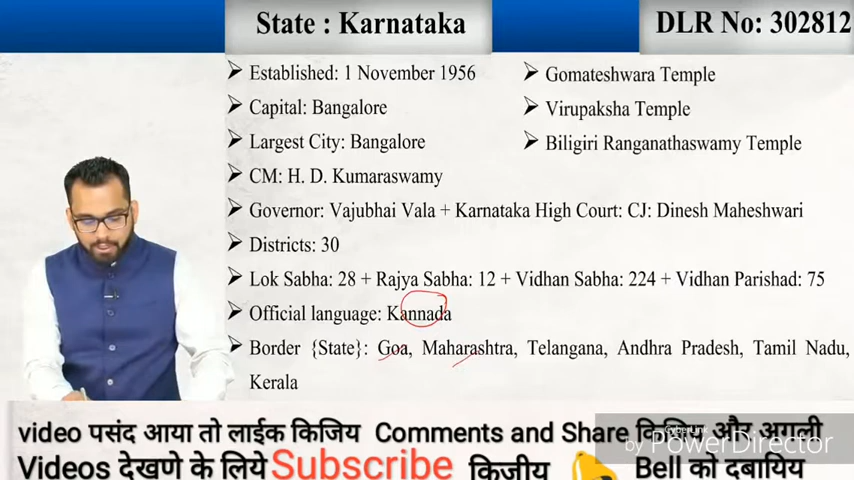 State : Karnataka
DLR No: 302812
Established: 1 November 1956
Capital: Bangalore
Largest City: Bangalore
CM: H. D. Kumaraswamy
Governor: Vajubhai Vala + Karnataka High Court: CJ: Dinesh Maheshwari
Districts: 30
Lok Sabha: 28 + Rajya Sabha: 12 + Vidhan Sabha: 224 + Vidhan Parishad: 75
Official language: Kannada
Border {State}: Goa, Maharashtra, Telangana, Andhra Pradesh, Tamil Nadu,
Kerala
Gomateshwara Temple
Virupaksha Temple
Biligiri Ranganathaswamy Temple
video पसंद आया तो लाईक किजिय Comments and Share किजिए और अगली
Videos देखणे के लिये Subscribe किजीय Bell को दबायिय
CyberLink
by PowerDirector